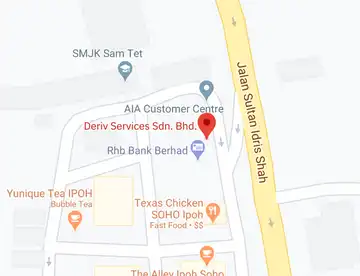 SMJK Sam Tet
Jalan Sultan Idris Shah
AIA Customer Centre
Deriv Services Sdn. Bhd.
Rhb Bank Berhad
Yunique Tea IPOH
Bubble Tea
Texas Chicken
SOHO Ipoh
Fast Food • $$
The Alley Ipoh Soho